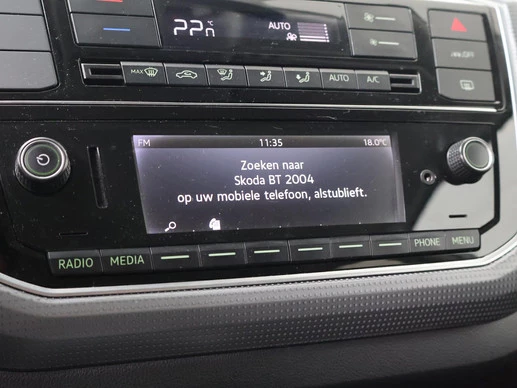 22
AUTO
OFF
MAX
AUTO
A/C
FM 11:35 18.0°C
Zoeken naar
Skoda BT 2004
op uw mobiele telefoon, alstublieft.
RADIO MEDIA PHONE MENU